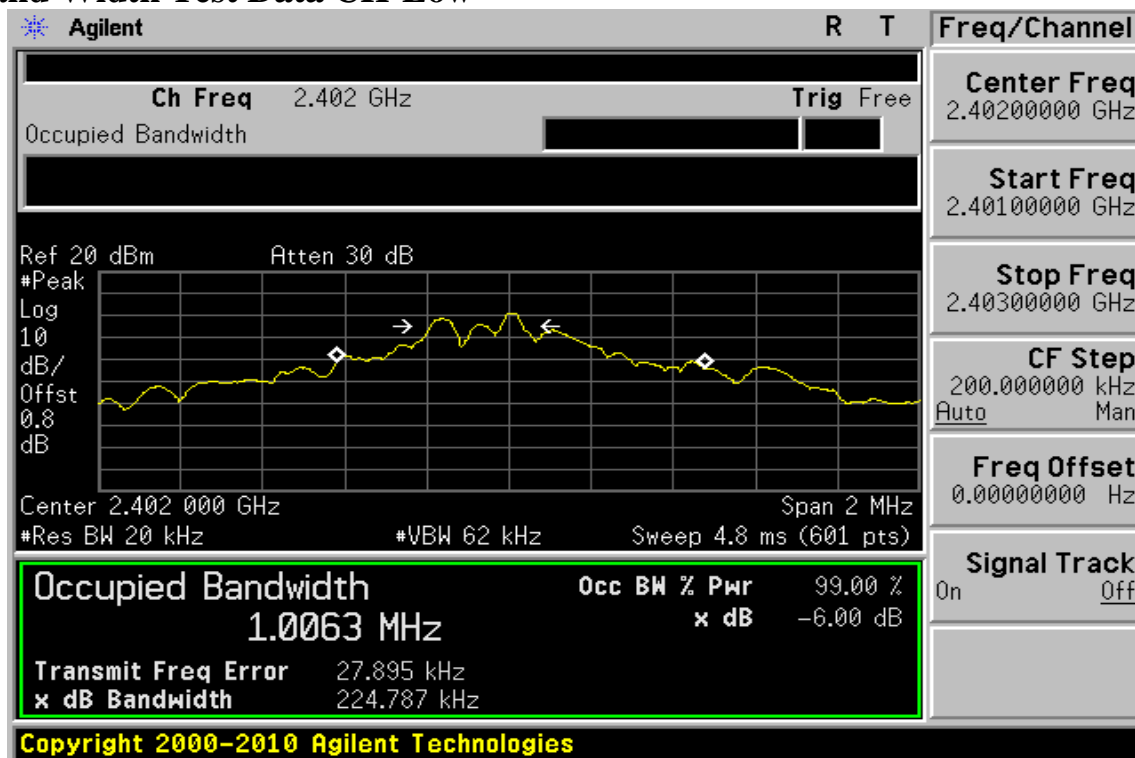 Agilent R T
Ch Freq 2.402 GHz Trig Free
Occupied Bandwidth
Ref 20 dBm Atten 30 dB
#Peak
Log
10
dB/
Offst
0.8
dB
Center 2.402 000 GHz Span 2 MHz
#Res BW 20 kHz #VBW 62 kHz Sweep 4.8 ms (601 pts)
Occupied Bandwidth
1.0063 MHz
Occ BW % Pwr 99.00 %
x dB -6.00 dB
Transmit Freq Error 27.895 kHz
x dB Bandwidth 224.787 kHz
Copyright 2000-2010 Agilent Technologies
Freq/Channel
Center Freq
2.40200000 GHz
Start Freq
2.40100000 GHz
Stop Freq
2.40300000 GHz
CF Step
200.000000 kHz
Auto Man
Freq Offset
0.00000000 Hz
Signal Track
On Off